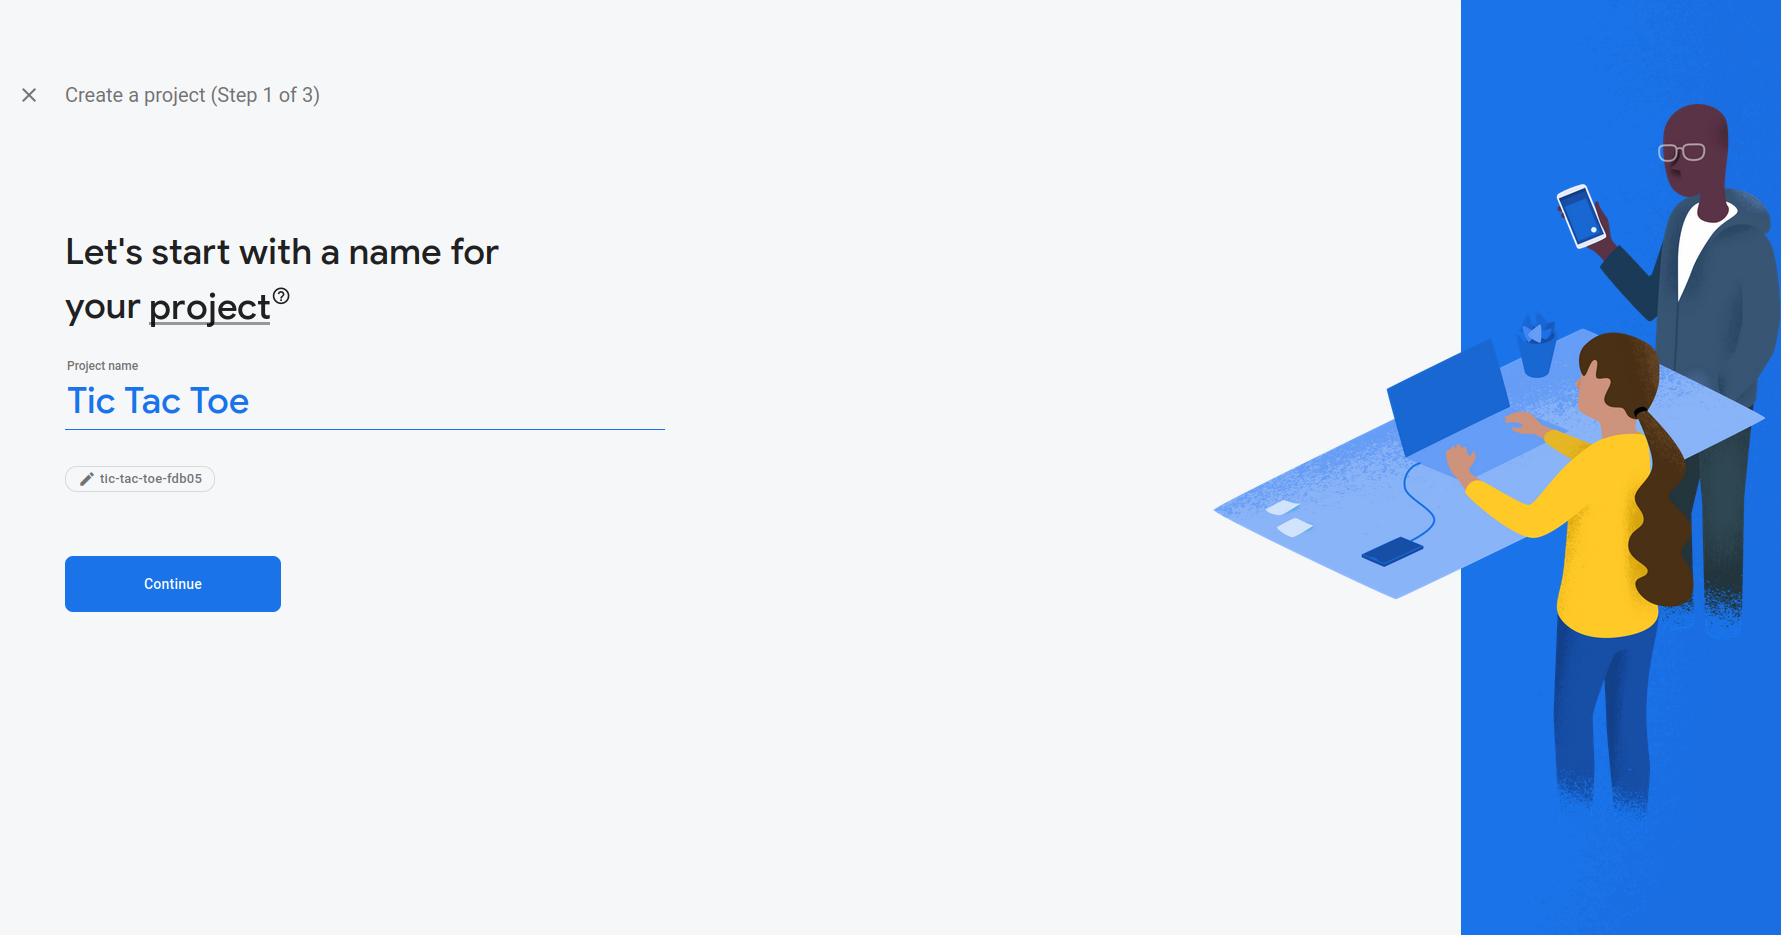 Create a project (Step 1 of 3)
Let's start with a name for
your project
Project name
Tic Tac Toe
tic-tac-toe-fdb05
Continue